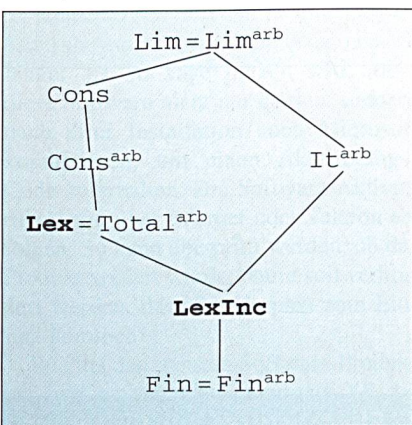 Lim = Lim^arb
Cons
Cons^arb
It^arb
Lex = Total^arb
LexInc
Fin = Fin^arb